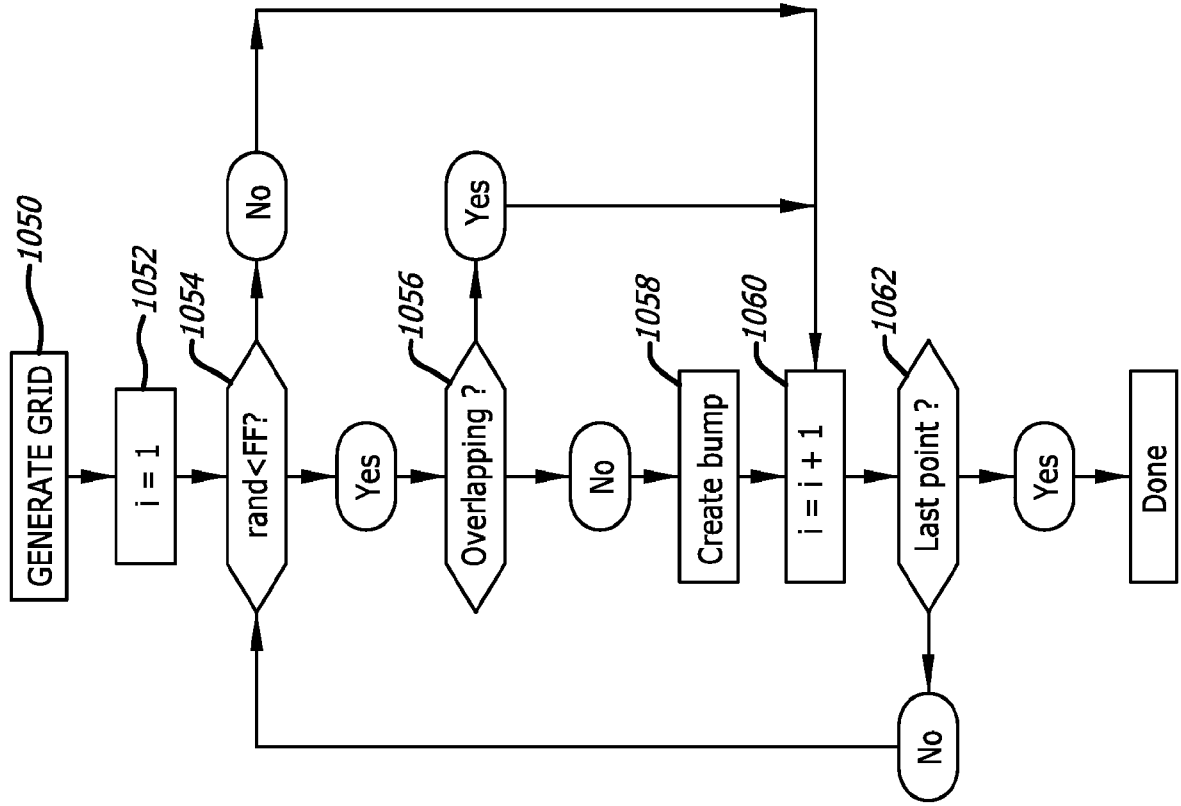 GENERATE GRID
1050
i = 1
1052
rand<FF?
1054
No
Yes
Overlapping ?
1056
Yes
No
Create bump
1058
i = i + 1
1060
Last point ?
1062
No
Yes
Done